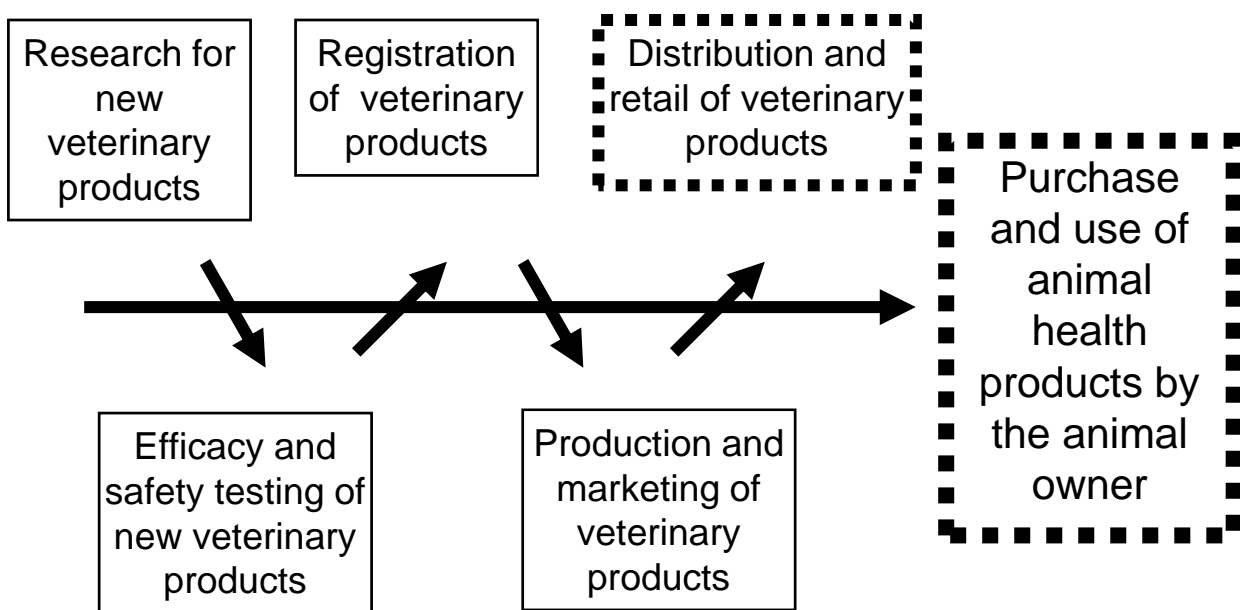 Research for
new
veterinary
products
Registration
of veterinary
products
Distribution and
retail of veterinary
products
Purchase
and use of
animal
health
products by
the animal
owner
Efficacy and
safety testing of
new veterinary
products
Production and
marketing of
veterinary
products